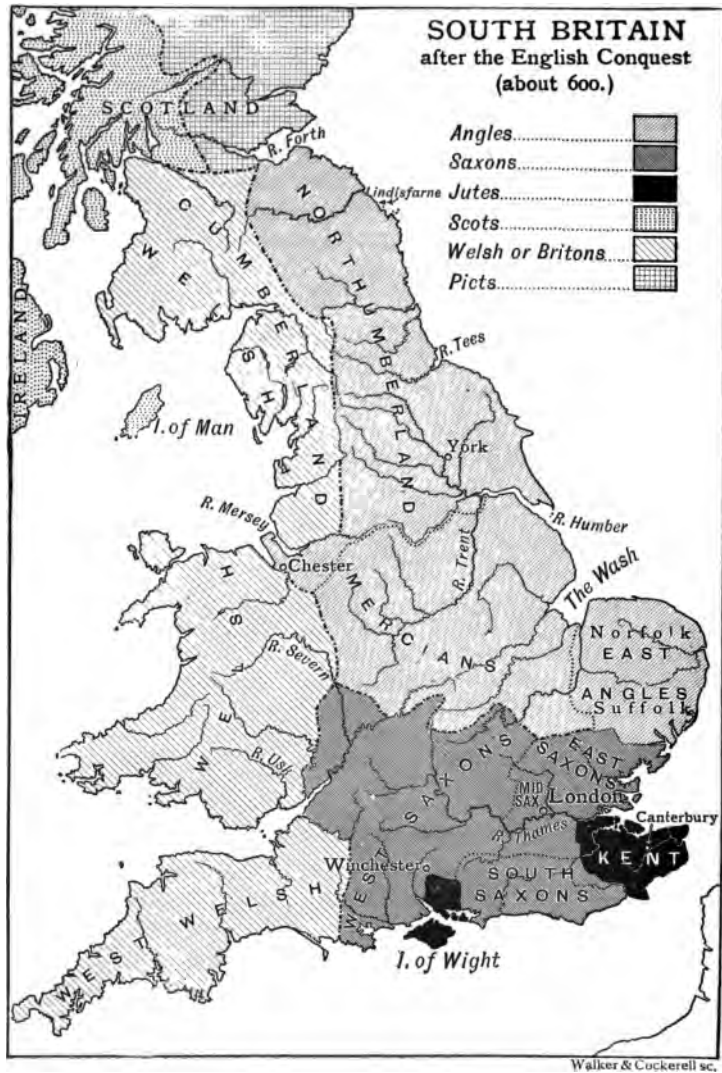 SOUTH BRITAIN
after the English Conquest
(about 600.)
Angles
Saxons
Jutes
Scots
Welsh or Britons
Picts
SCOTLAND
R. Forth
Lindisfarne
NORTHUMBERLAND
CUMBERLAND
WELSH
IRELAND
I. of Man
R. Tees
York
R. Humber
R. Mersey
Chester
R. Trent
The Wash
MERCIANS
Norfolk
EAST
ANGLES
Suffolk
WELSH
R. Severn
R. Usk
WEST SAXONS
EAST
SAXONS
MID
SAX.
London
Canterbury
R. Thames
KENT
Winchester
SOUTH
SAXONS
WEST WELSH
I. of Wight
Walker & Cockerell sc.